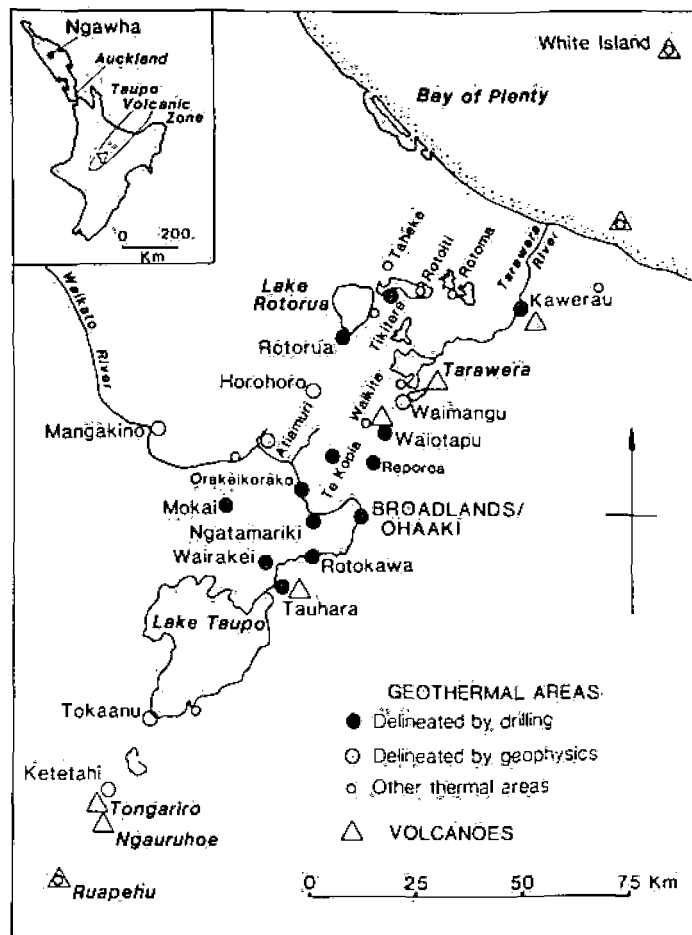 Ngawha
Auckland
Taupo
Volcanic
Zone
0 200
Km
White Island
Bay of Plenty
Taheke
Rotoiti
Rotoma
Tarawera
River
Lake
Rotorua
Tikitere
Kawerau
Rotorua
Waikato
River
Horohoro
Tarawera
Waikite
Waimangu
Mangakino
Atiamuri
Waiotapu
Te Kopia
Reporoa
Orakeikorako
Mokai
BROADLANDS/
OHAAKI
Ngatamariki
Wairakei
Rotokawa
Tauhara
Lake Taupo
GEOTHERMAL AREAS
Delineated by drilling
Tokaanu
Delineated by geophysics
Ketetahi
Other thermal areas
Tongariro
VOLCANOES
Ngauruhoe
Ruapehu
0 25 50 75 Km